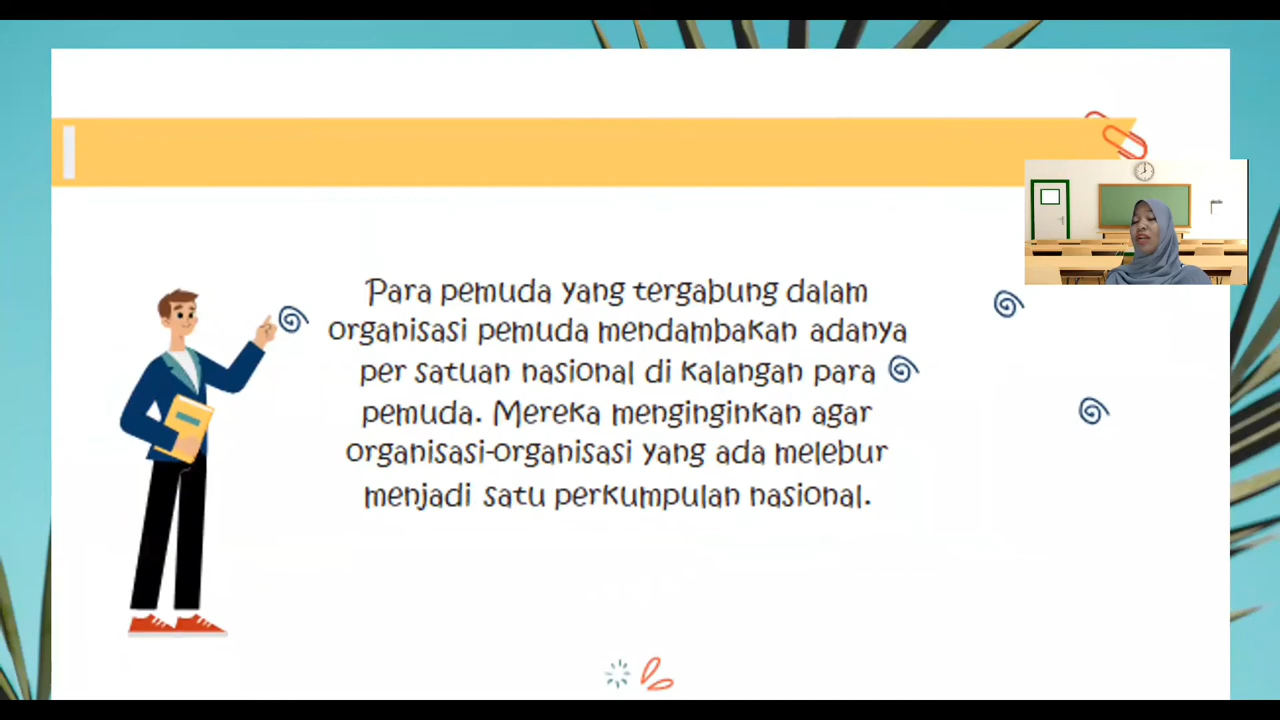 Para pemuda yang tergabung dalam
organisasi pemuda mendambakan adanya
per satuan nasional di kalangan para
pemuda. Mereka menginginkan agar
organisasi-organisasi yang ada melebur
menjadi satu perkumpulan nasional.